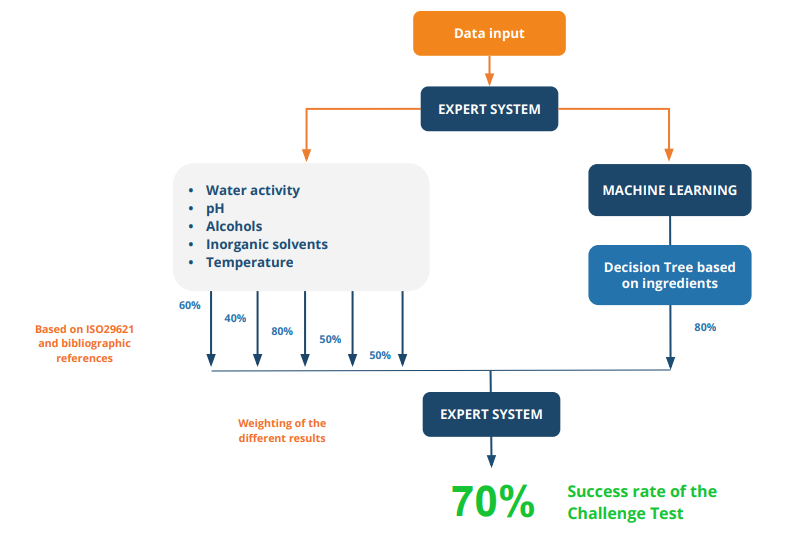 Data input
EXPERT SYSTEM
• Water activity
• pH
• Alcohols
• Inorganic solvents
• Temperature
MACHINE LEARNING
Decision Tree based
on ingredients
60%
40%
80%
50%
50%
80%
Based on ISO29621
and bibliographic
references
Weighting of the
different results
EXPERT SYSTEM
70%
Success rate of the
Challenge Test